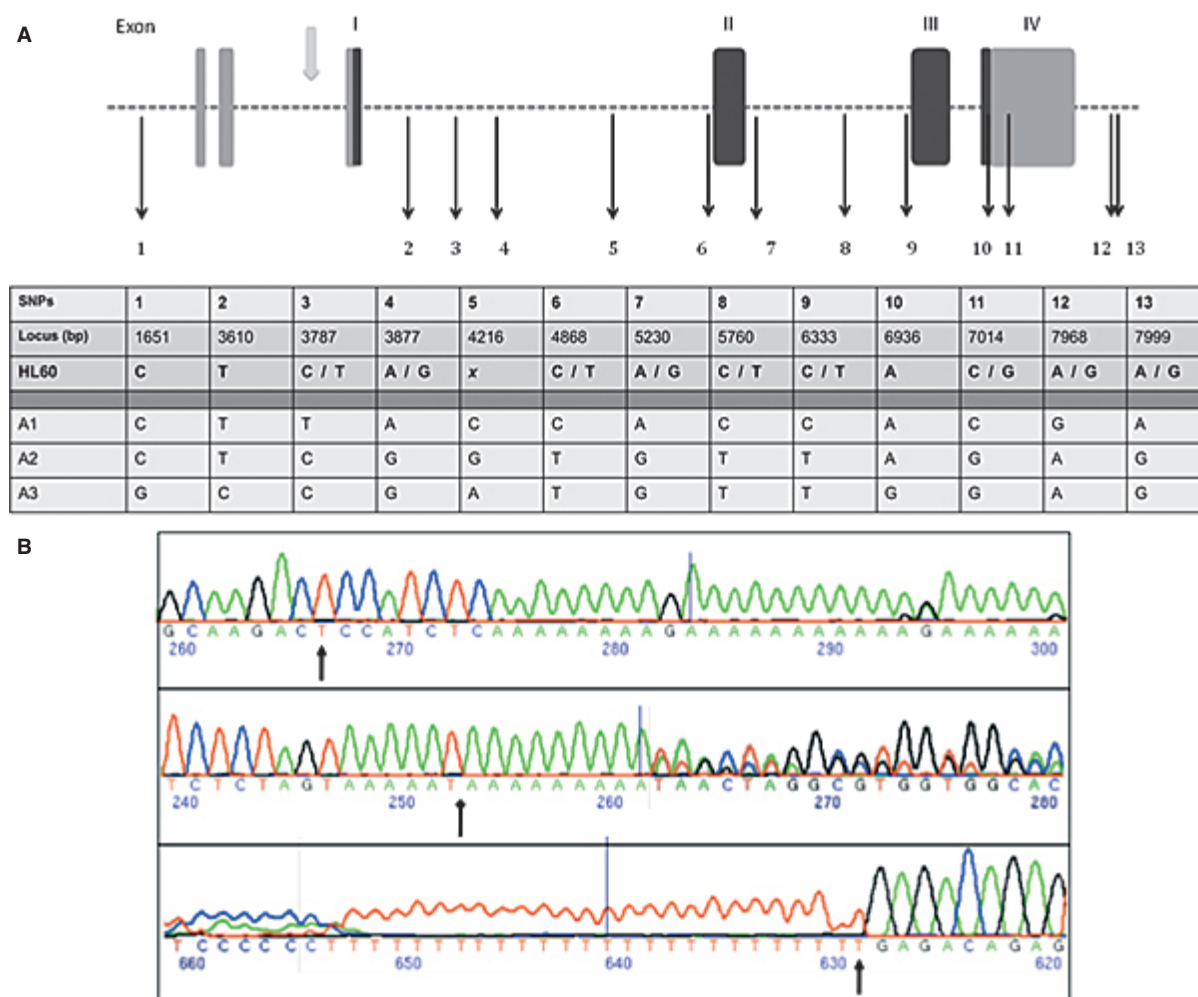 A
Exon I II III IV
1 2 3 4 5 6 7 8 9 10 11 12 13
SNPs 1 2 3 4 5 6 7 8 9 10 11 12 13
Locus (bp) 1651 3610 3787 3877 4216 4868 5230 5760 6333 6936 7014 7968 7999
HL60 C T C / T A / G x C / T A / G C / T C / T A C / G A / G A / G
A1 C T T A C C A C C A C G A
A2 C T C G G T G T T A G A G
A3 G C C G A T G T T G G A G
B
G C A A G A C T C C A T C T C A A A A A A A A G A A A A A A A A A A A G A A A A A A
260 270 280 290 300
T C T C T A G T A A A A A T A A A A A A A A A T A A C T A G G C G T G G T G G C A C
240 250 260 270 280
T C C C C C C T T T T T T T T T T T T T T T T T T T T T T T T T G A G A C A G A G
660 650 640 630 620